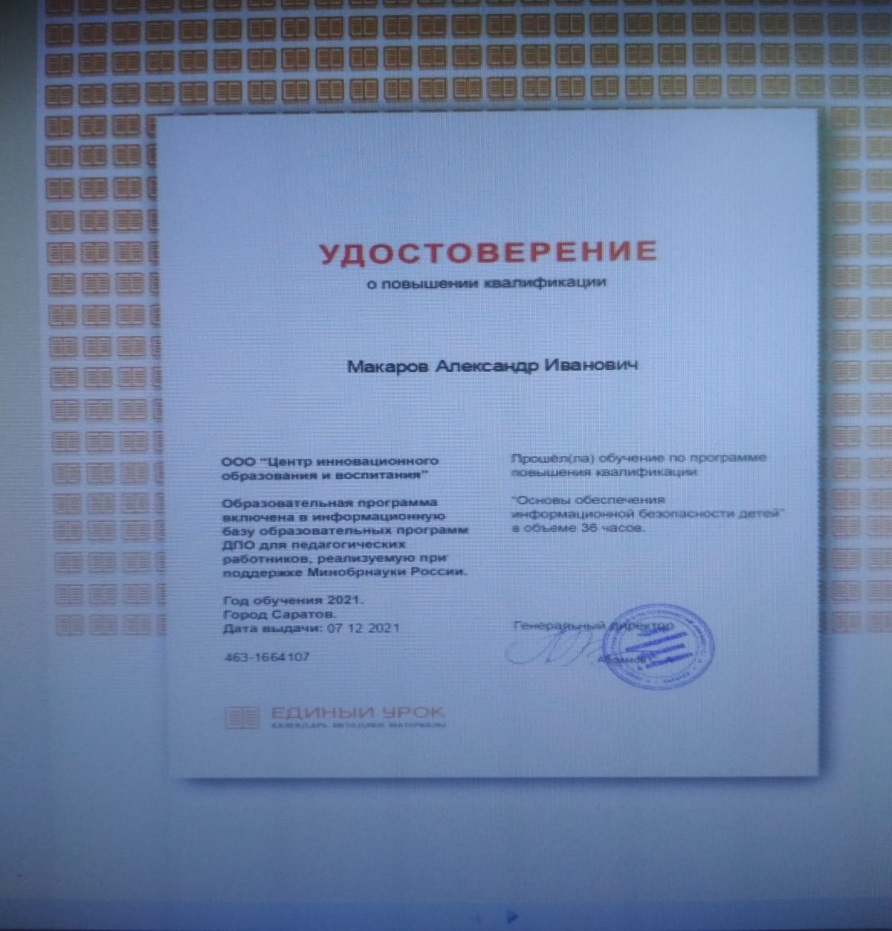 УДОСТОВЕРЕНИЕ
о повышении квалификации
Макаров Александр Иванович
ООО "Центр инновационного
образования и воспитания"
Образовательная программа
включена в информационную
базу образовательных программ
ДПО для педагогических
работников, реализуемую при
поддержке Минобрнауки России.
Год обучения 2021.
Город Саратов.
Дата выдачи: 07 12 2021
463-1664107
Прошёл(ла) обучение по программе
повышения квалификации
"Основы обеспечения
информационной безопасности детей"
в объеме 36 часов.
Генеральный директор
ЕДИНЫЙ УРОК
КАЛЕНДАРЬ МЕТОДИКИ МАТЕРИАЛЫ